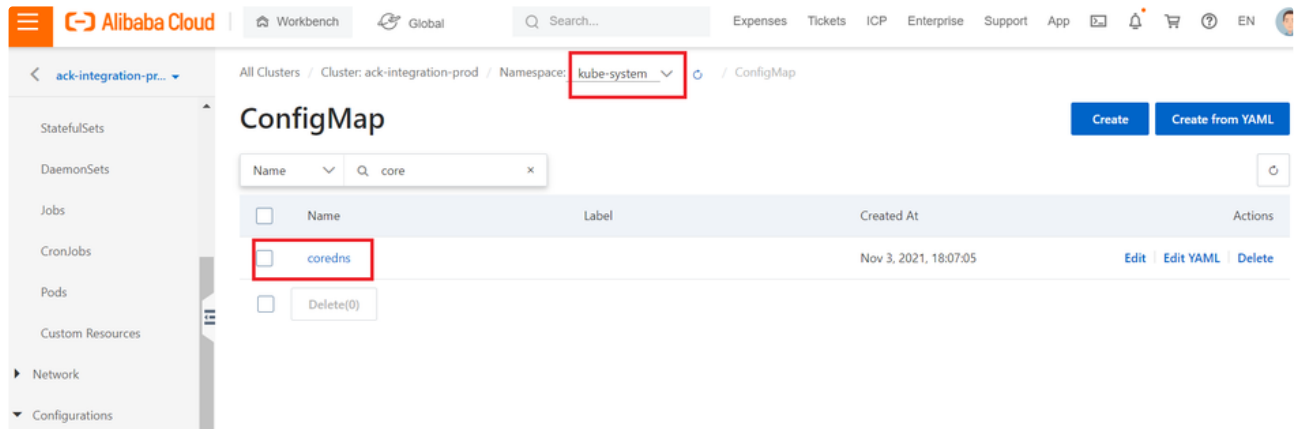 Alibaba Cloud Workbench Global Search... Expenses Tickets ICP Enterprise Support App EN
ack-integration-pr...
All Clusters / Cluster: ack-integration-prod / Namespace: kube-system / ConfigMap
StatefulSets
DaemonSets
Jobs
CronJobs
Pods
Custom Resources
Network
Configurations
ConfigMap
Create Create from YAML
Name core ×
Name Label Created At Actions
coredns Nov 3, 2021, 18:07:05 Edit Edit YAML Delete
Delete(0)